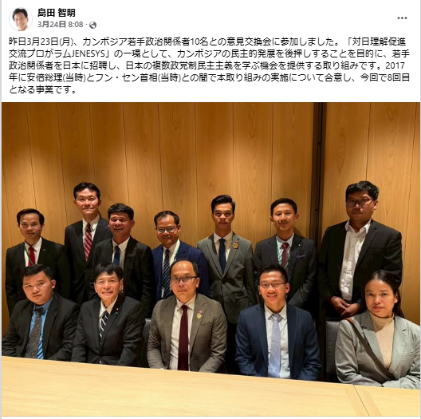 島田 智明
3月24日 8:08 ·
昨日3月23日(月)、カンボジア若手政治関係者10名との意見交換会に参加しました。「対日理解促進
交流プログラムJENESYS」の一環として、カンボジアの民主的発展を後押しすることを目的に、若手
政治関係者を日本に招聘し、日本の複数政党制民主主義を学ぶ機会を提供する取り組みです。2017
年に安倍総理(当時)とフン・セン首相(当時)との間で本取り組みの実施について合意し、今回で8回目
となる事業です。